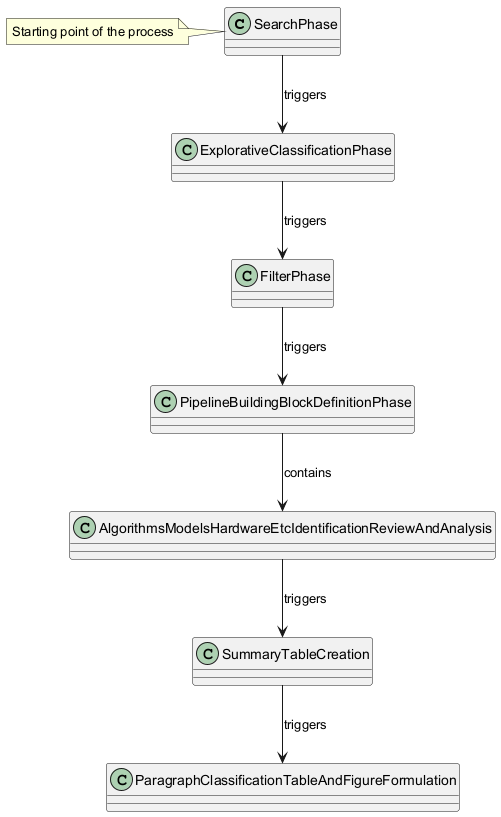 Starting point of the process
C SearchPhase
triggers
C ExplorativeClassificationPhase
triggers
C FilterPhase
triggers
C PipelineBuildingBlockDefinitionPhase
contains
C AlgorithmsModelsHardwareEtcIdentificationReviewAndAnalysis
triggers
C SummaryTableCreation
triggers
C ParagraphClassificationTableAndFigureFormulation